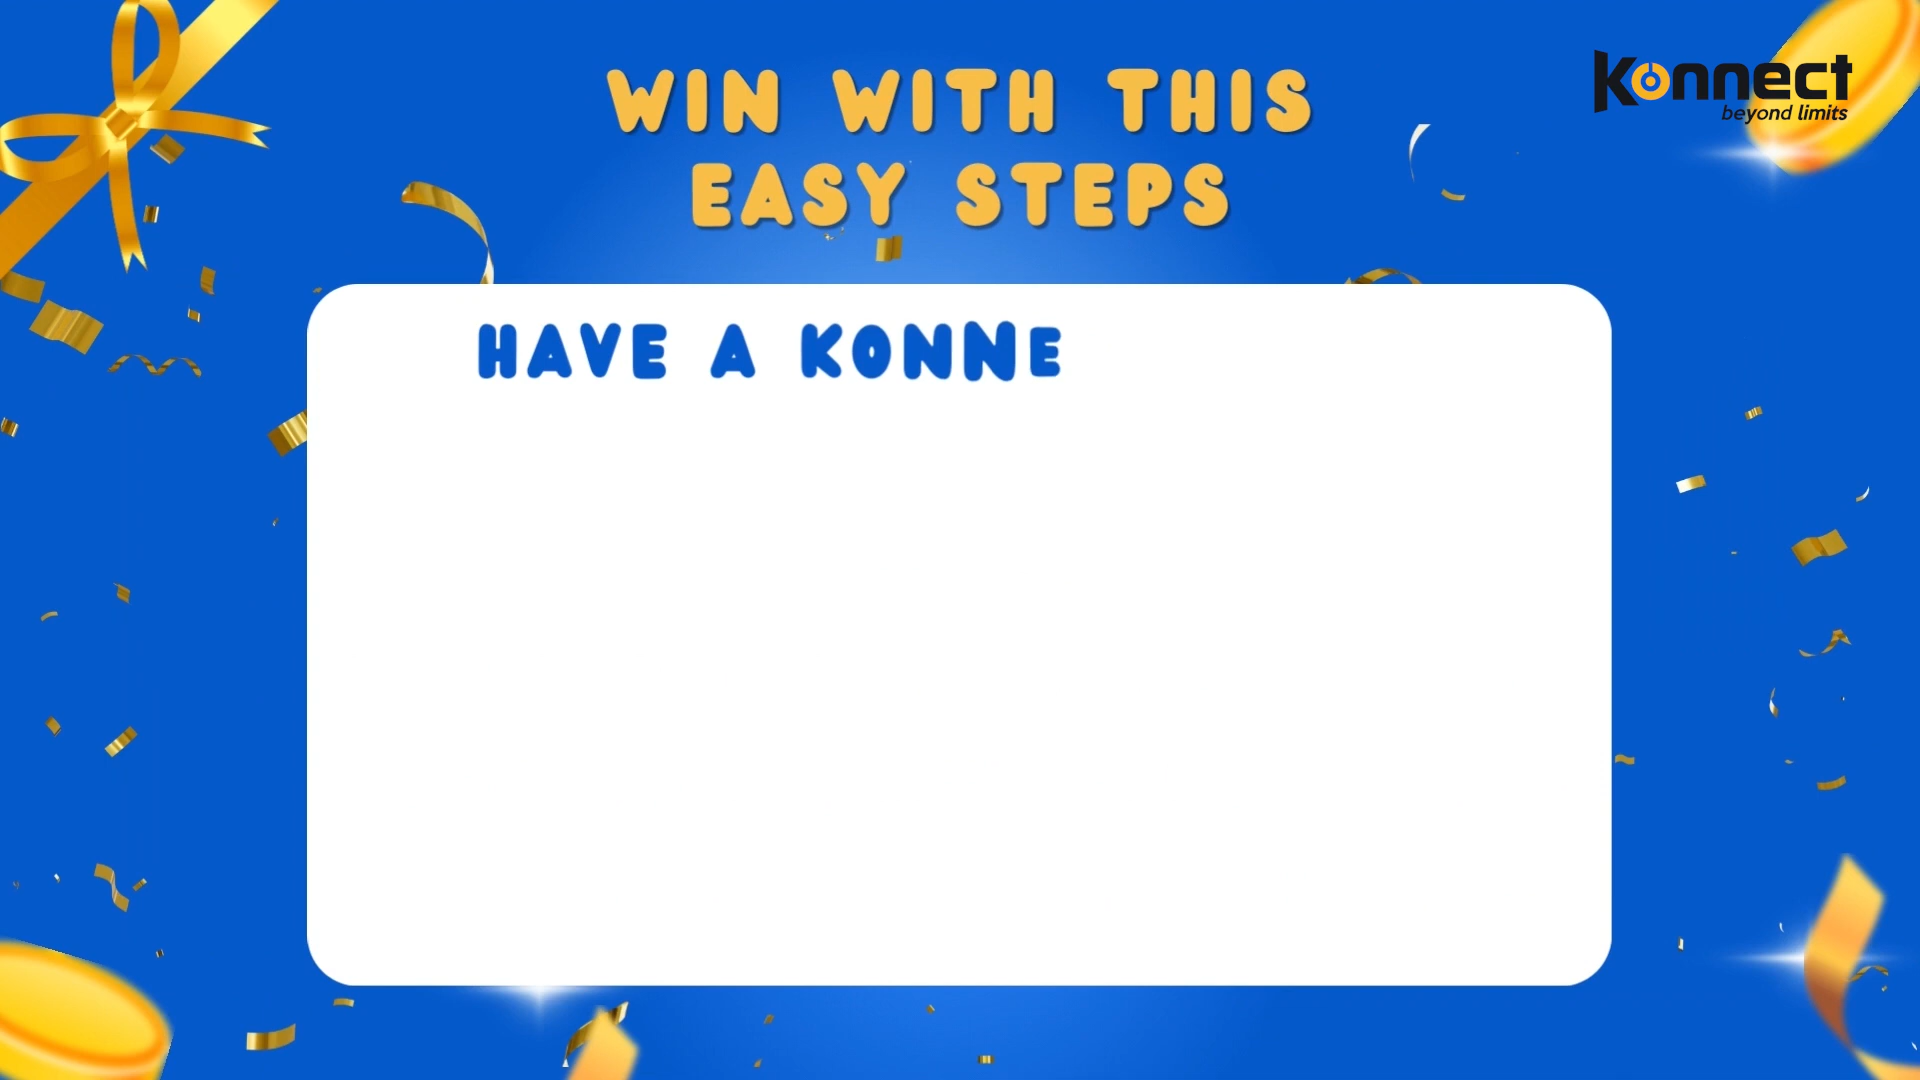 WIN WITH THIS
EASY STEPS
Konnect
beyond limits
HAVE A KONNE